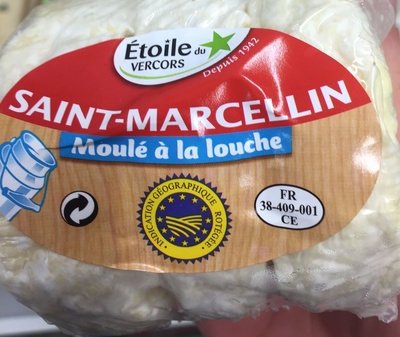 Étoile du
VERCORS
Depuis 1942
SAINT-MARCELLIN
Moulé à la louche
INDICATION GÉOGRAPHIQUE PROTÉGÉE
FR
38-409-001
CE